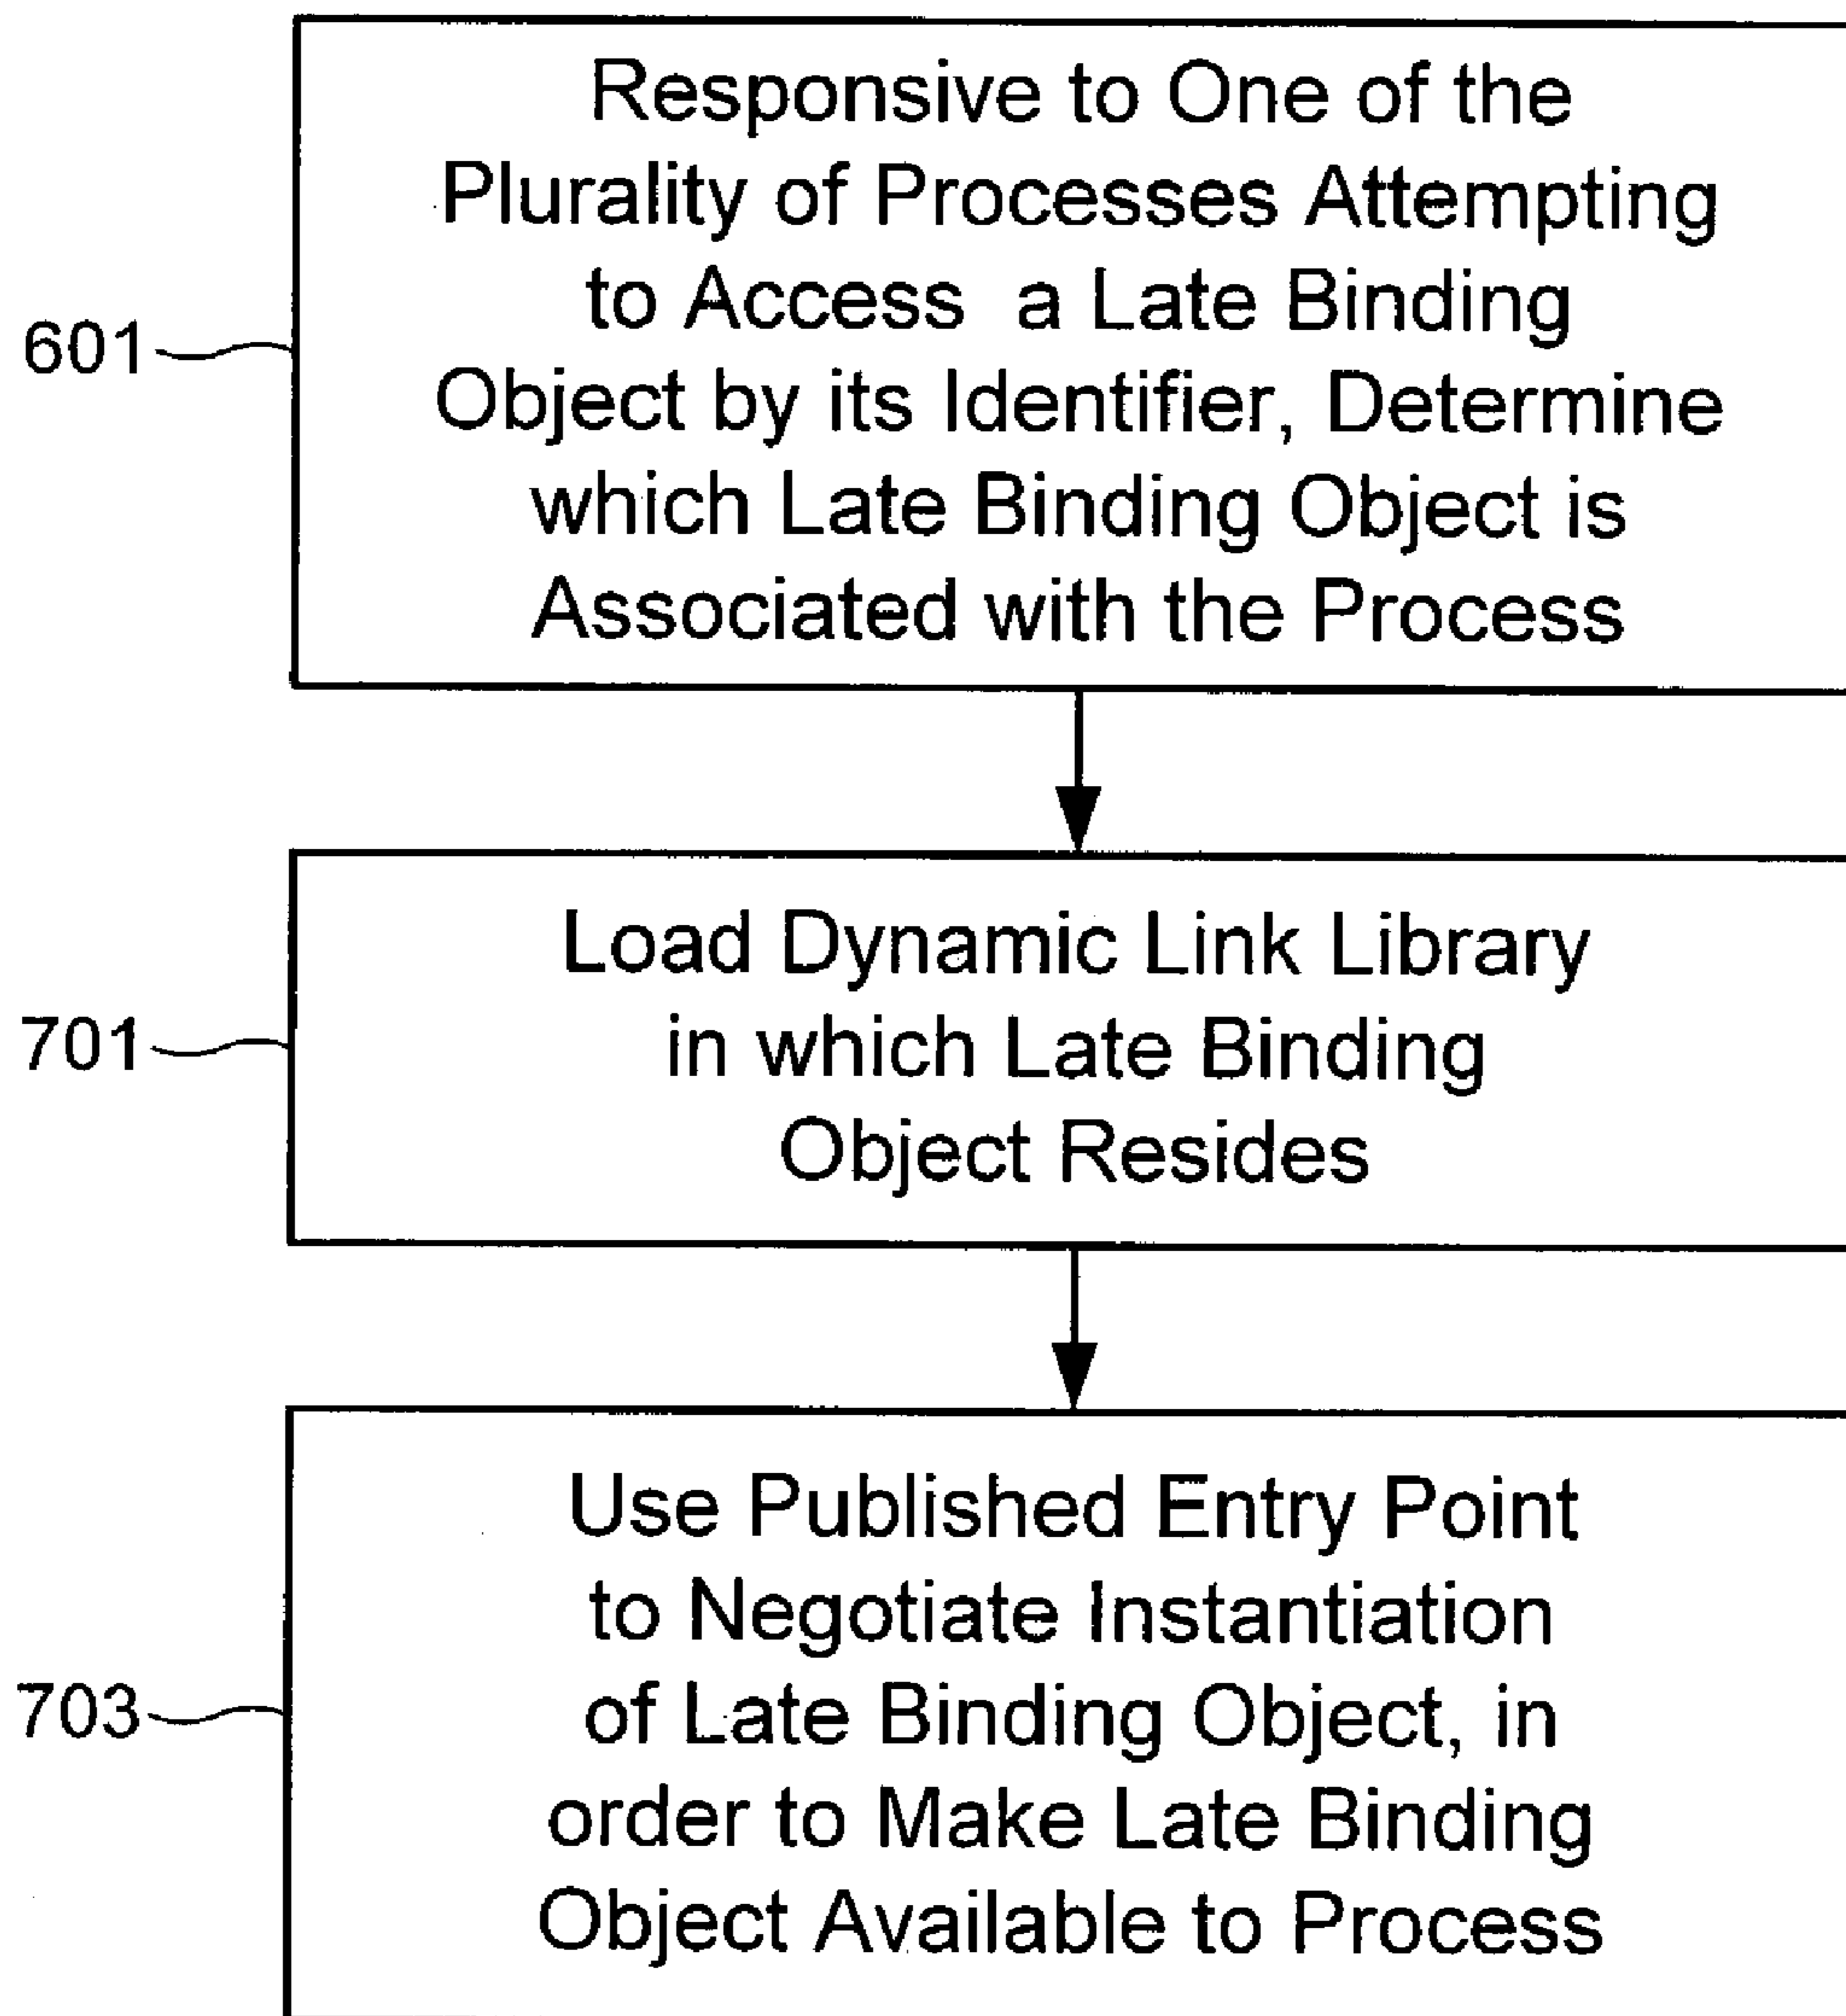 Responsive to One of the
Plurality of Processes Attempting
to Access a Late Binding
Object by its Identifier, Determine
which Late Binding Object is
Associated with the Process
601
Load Dynamic Link Library
in which Late Binding
Object Resides
701
Use Published Entry Point
to Negotiate Instantiation
of Late Binding Object, in
order to Make Late Binding
Object Available to Process
703